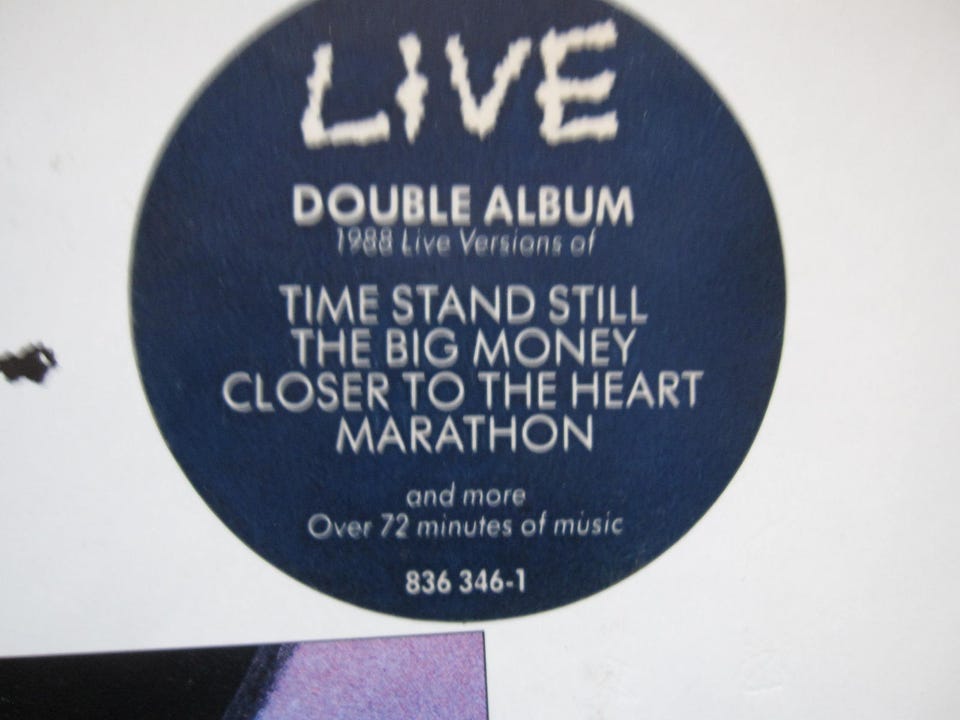 LIVE
DOUBLE ALBUM
1988 Live Versions of
TIME STAND STILL
THE BIG MONEY
CLOSER TO THE HEART
MARATHON
and more
Over 72 minutes of music
836 346-1